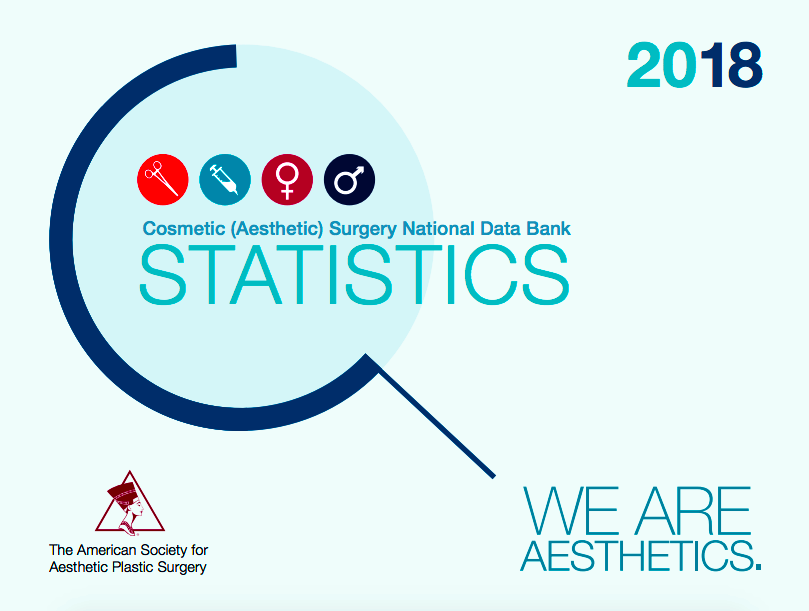 2018
Cosmetic (Aesthetic) Surgery National Data Bank
STATISTICS
The American Society for
Aesthetic Plastic Surgery
WE ARE
AESTHETICS.